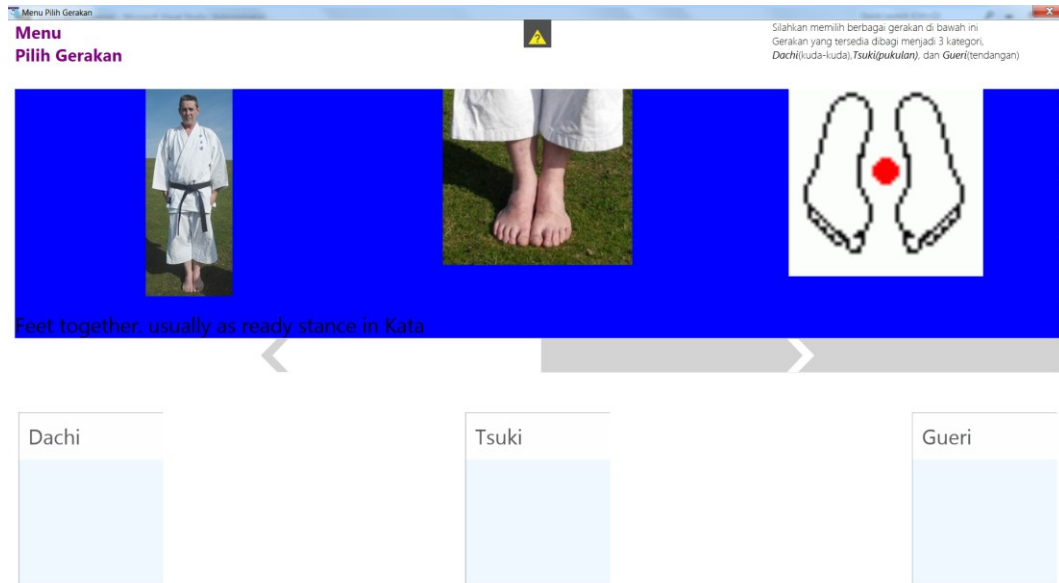 Menu Pilih Gerakan
Menu
Pilih Gerakan
?
Silahkan memilih berbagai gerakan di bawah ini
Gerakan yang tersedia dibagi menjadi 3 kategori,
Dachi(kuda-kuda),Tsuki(pukulan), dan Gueri(tendangan)
Feet together. usually as ready stance in Kata
Dachi
Tsuki
Gueri